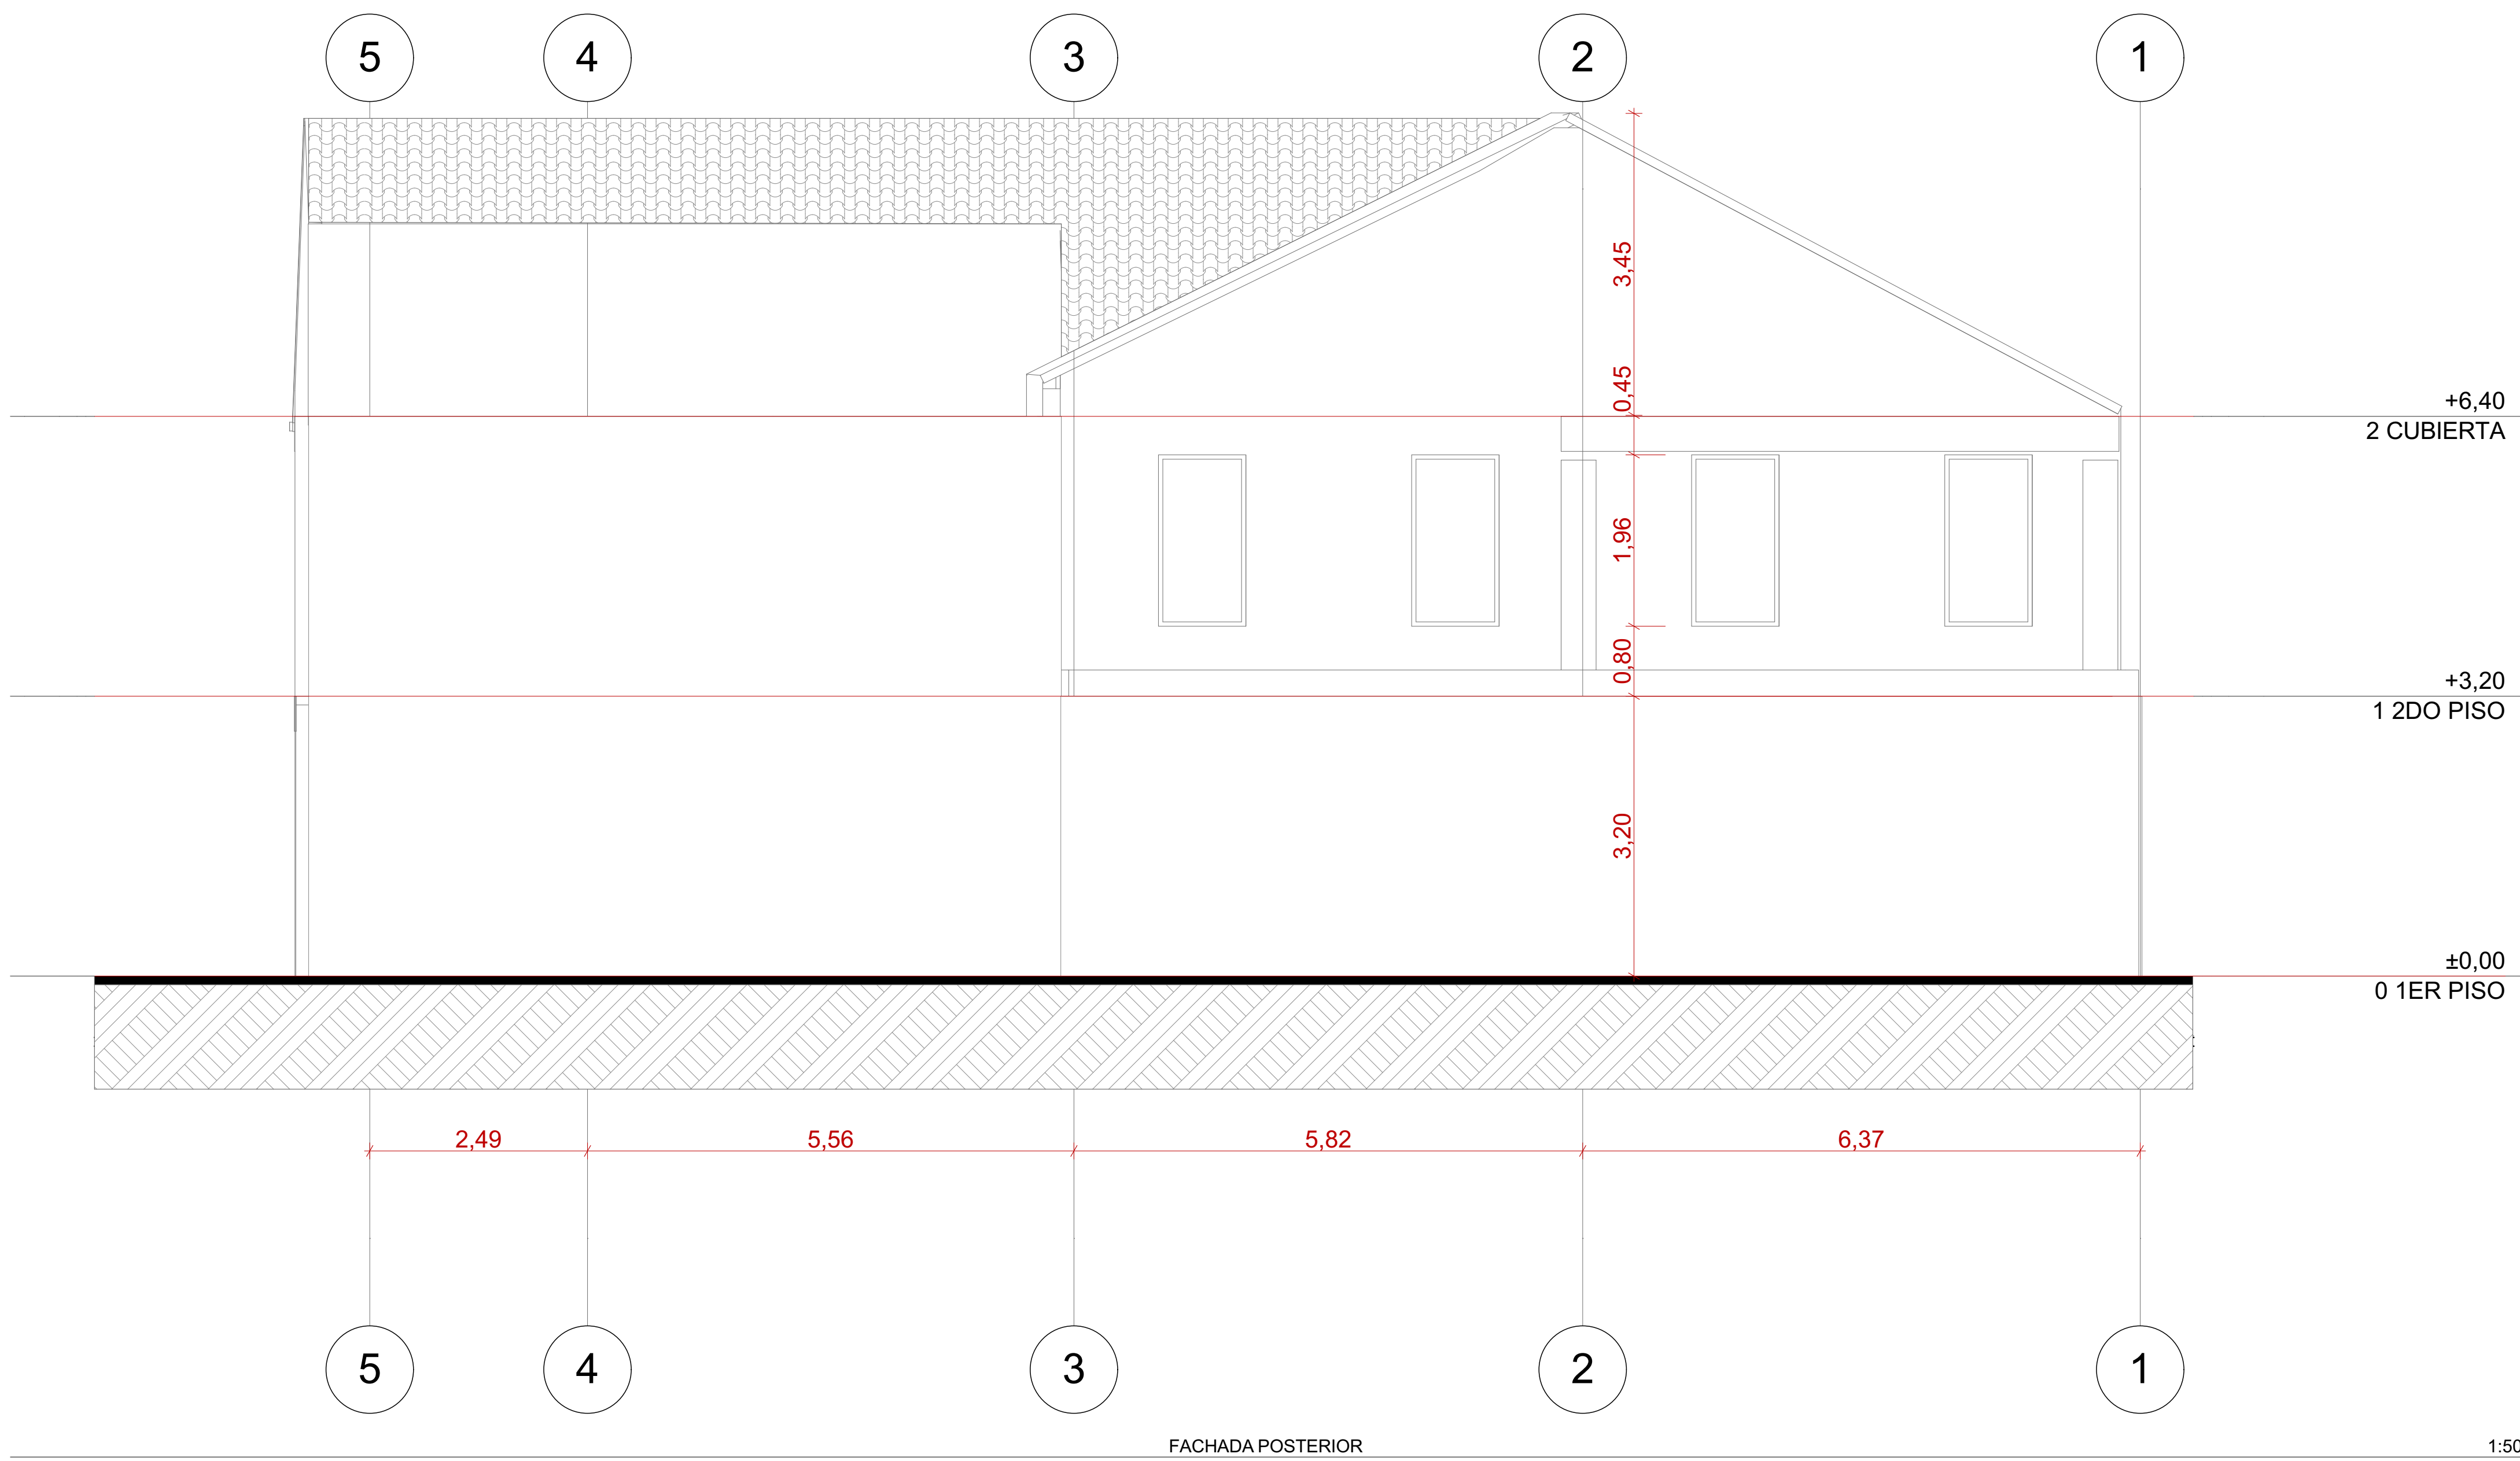 5 4 3 2 1
3,45
0,45
+6,40
2 CUBIERTA
1,96
0,80
+3,20
1 2DO PISO
3,20
±0,00
0 1ER PISO
2,49 5,56 5,82 6,37
5 4 3 2 1
FACHADA POSTERIOR 1:50